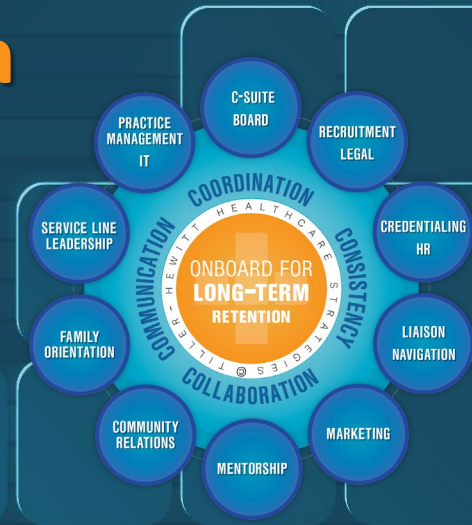 C-SUITE
BOARD
RECRUITMENT
LEGAL
CREDENTIALING
HR
LIAISON
NAVIGATION
MARKETING
MENTORSHIP
COMMUNITY
RELATIONS
FAMILY
ORIENTATION
SERVICE LINE
LEADERSHIP
PRACTICE
MANAGEMENT
IT
COORDINATION
CONSISTENCY
COLLABORATION
COMMUNICATION
TILLER-HEWITT HEALTHCARE STRATEGIES@
ONBOARD FOR
LONG-TERM
RETENTION